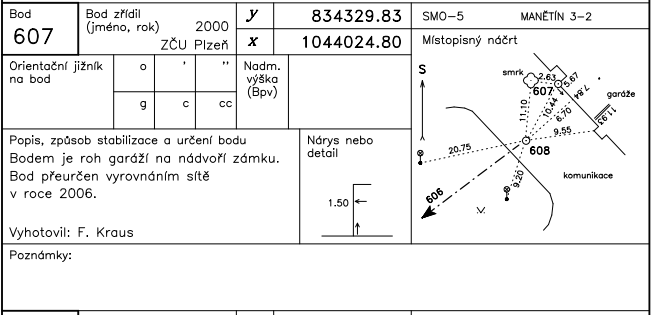 Bod
607
Bod zřídil
(jméno, rok) 2000
ZČU Plzeň
y 834329.83
x 1044024.80
SMO-5 MANĚTÍN 3-2
Orientační jižník
na bod
o ' ''
g c cc
Nadm.
výška
(Bpv)
Místopisný náčrt
S
smrk
2.63
5.67
607
7.84
garáže
11.10
10.44
6.70
11.93
9.55
608
20.75
9.20
606
komunikace
Popis, způsob stabilizace a určení bodu
Bodem je roh garáží na nádvoří zámku.
Bod přeurčen vyrovnáním sítě
v roce 2006.
Vyhotovil: F. Kraus
Nárys nebo
detail
1.50
Poznámky: